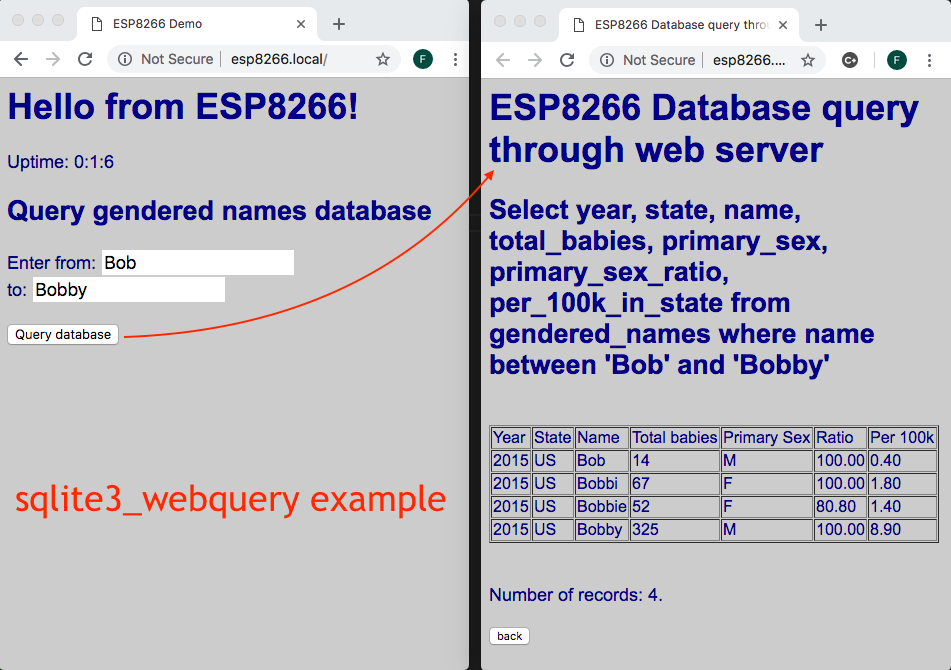 ESP8266 Demo
Not Secure
esp8266.local/
F
Hello from ESP8266!
Uptime: 0:1:6
Query gendered names database
Enter from: Bob
to: Bobby
Query database
sqlite3_webquery example
ESP8266 Database query throu
Not Secure
esp8266....
C+
F
ESP8266 Database query
through web server
Select year, state, name,
total_babies, primary_sex,
primary_sex_ratio,
per_100k_in_state from
gendered_names where name
between 'Bob' and 'Bobby'
Year State Name Total babies Primary Sex Ratio Per 100k
2015 US Bob 14 M 100.00 0.40
2015 US Bobbi 67 F 100.00 1.80
2015 US Bobbie 52 F 80.80 1.40
2015 US Bobby 325 M 100.00 8.90
Number of records: 4.
back